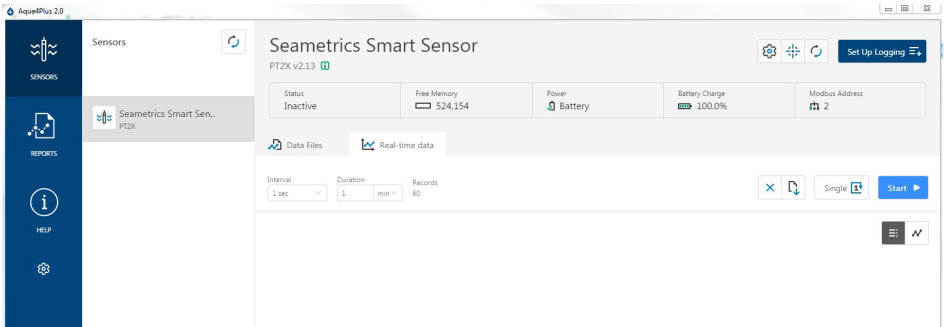 Aqua4Plus 2.0
SENSORS
REPORTS
HELP
Sensors
Seametrics Smart Sen..
PT2X
Seametrics Smart Sensor
PT2X v2.13
Set Up Logging
Status
Inactive
Free Memory
524,154
Power
Battery
Battery Charge
100.0%
Modbus Address
2
Data Files
Real-time data
Interval
1 sec
Duration
1 min
Records
60
Single 1
Start